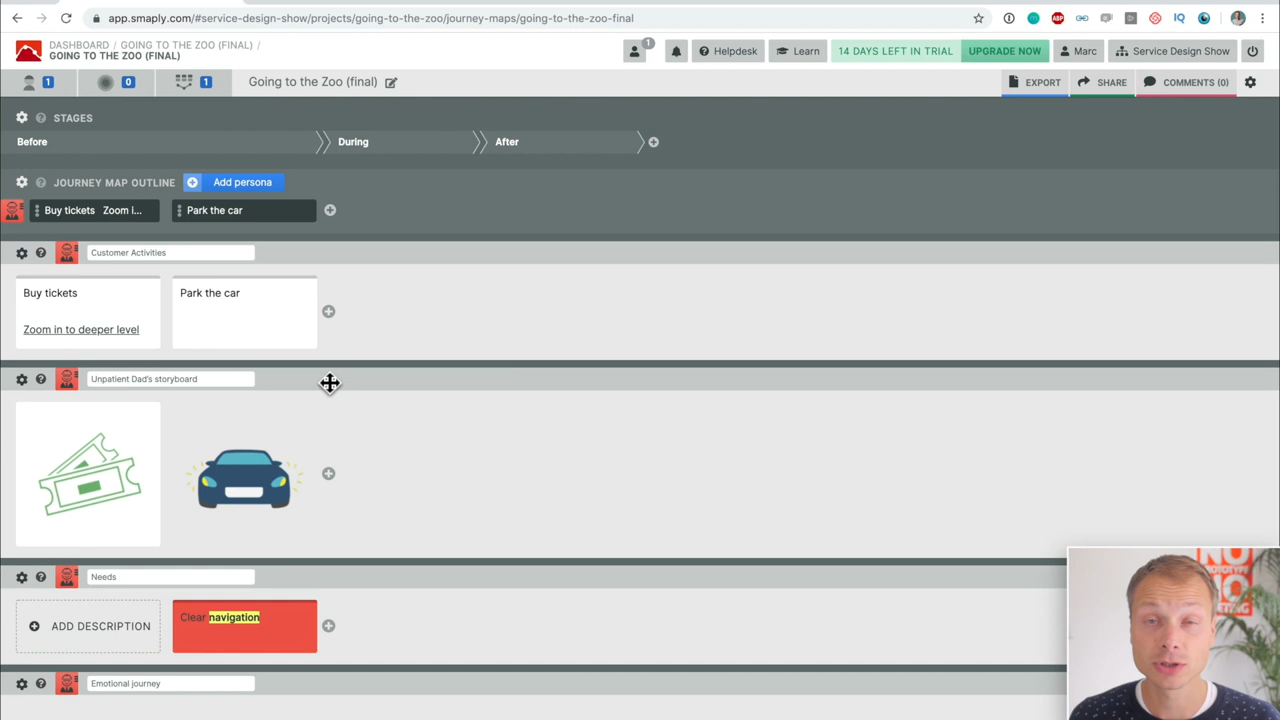 app.smaply.com/#service-design-show/projects/going-to-the-zoo/journey-maps/going-to-the-zoo-final
ABP
IQ
DASHBOARD / GOING TO THE ZOO (FINAL) /
GOING TO THE ZOO (FINAL)
1
Helpdesk
Learn
14 DAYS LEFT IN TRIAL
UPGRADE NOW
Marc
Service Design Show
1
0
1
Going to the Zoo (final)
EXPORT
SHARE
COMMENTS (0)
STAGES
Before
During
After
JOURNEY MAP OUTLINE
Add persona
Buy tickets Zoom i...
Park the car
Customer Activities
Buy tickets
Park the car
Zoom in to deeper level
Unpatient Dad's storyboard
Needs
ADD DESCRIPTION
Clear navigation
Emotional journey